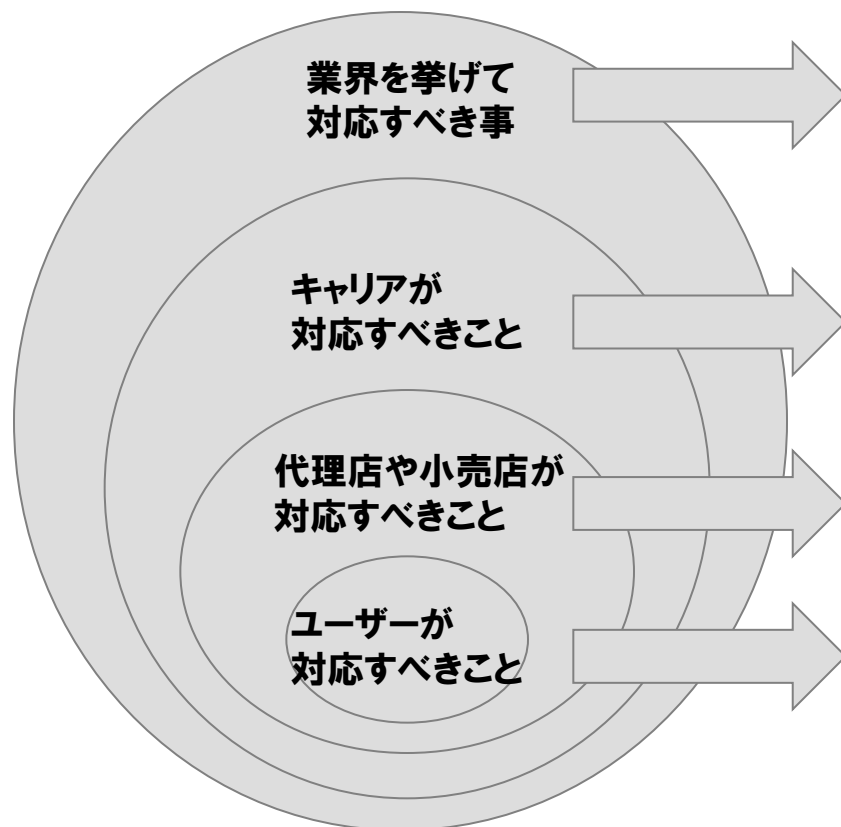 業界を挙げて
対応すべき事
キャリアが
対応すべきこと
代理店や小売店が
対応すべきこと
ユーザーが
対応すべきこと